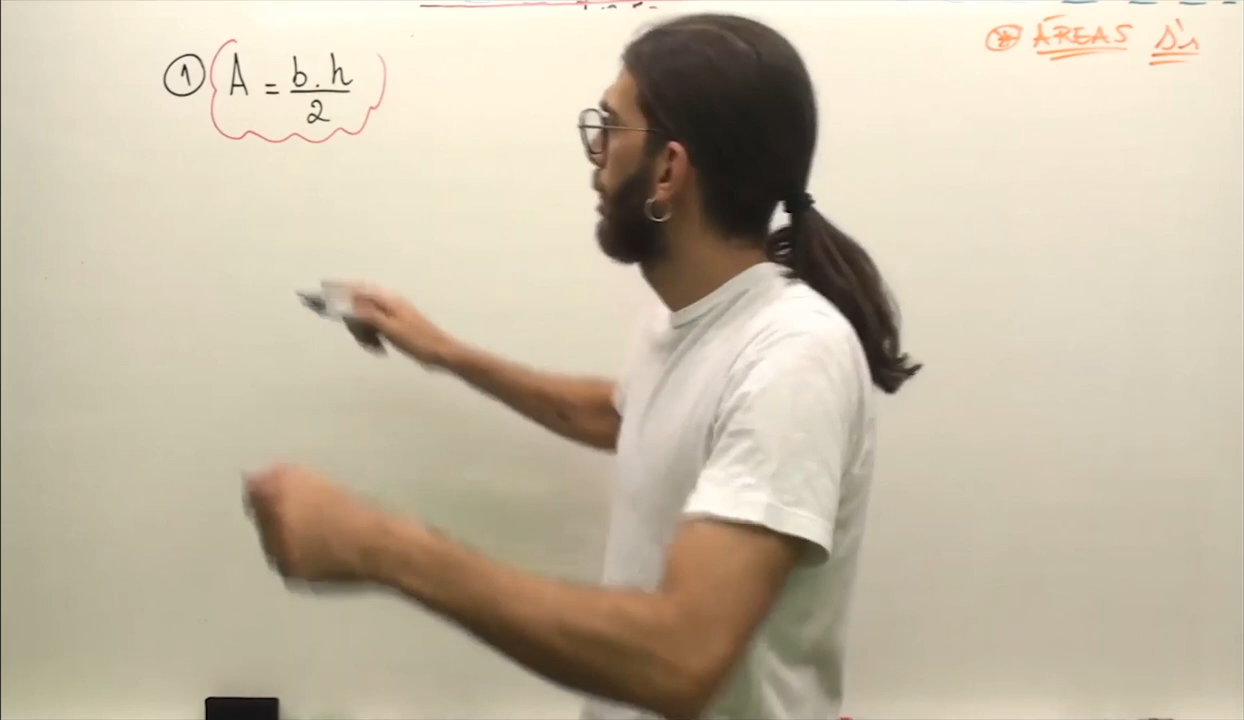 ① A = b.h/2
⊛ ÁREAS Δ's